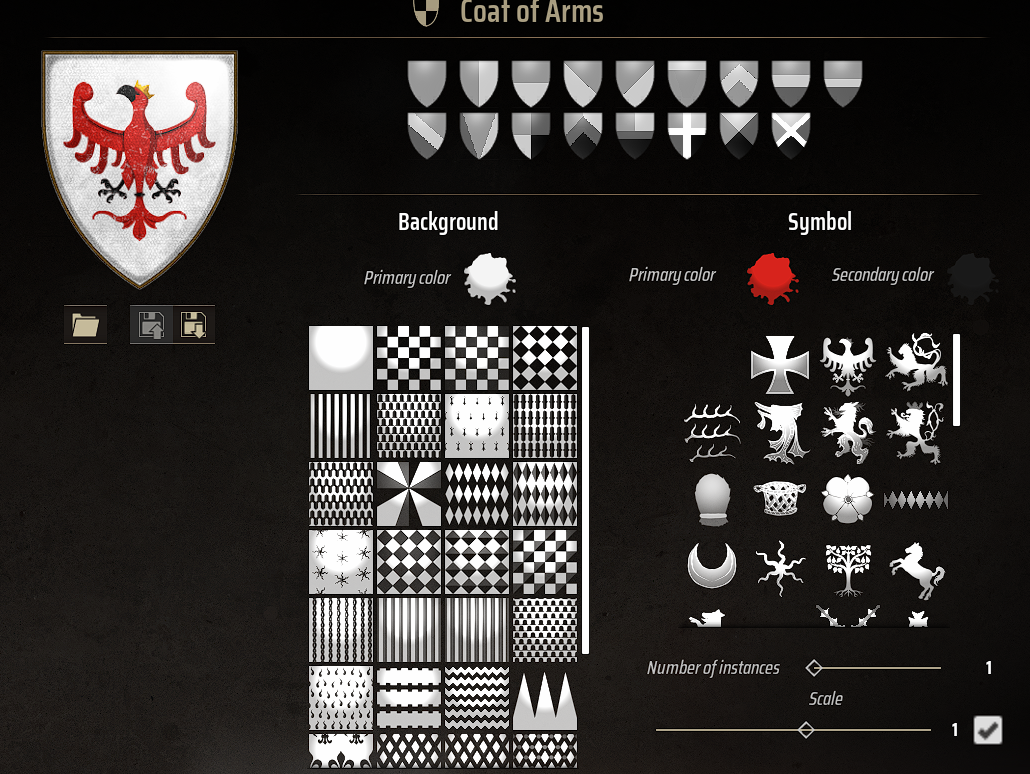 Coat of Arms
Background
Symbol
Primary color
Primary color
Secondary color
Number of instances
1
Scale
1